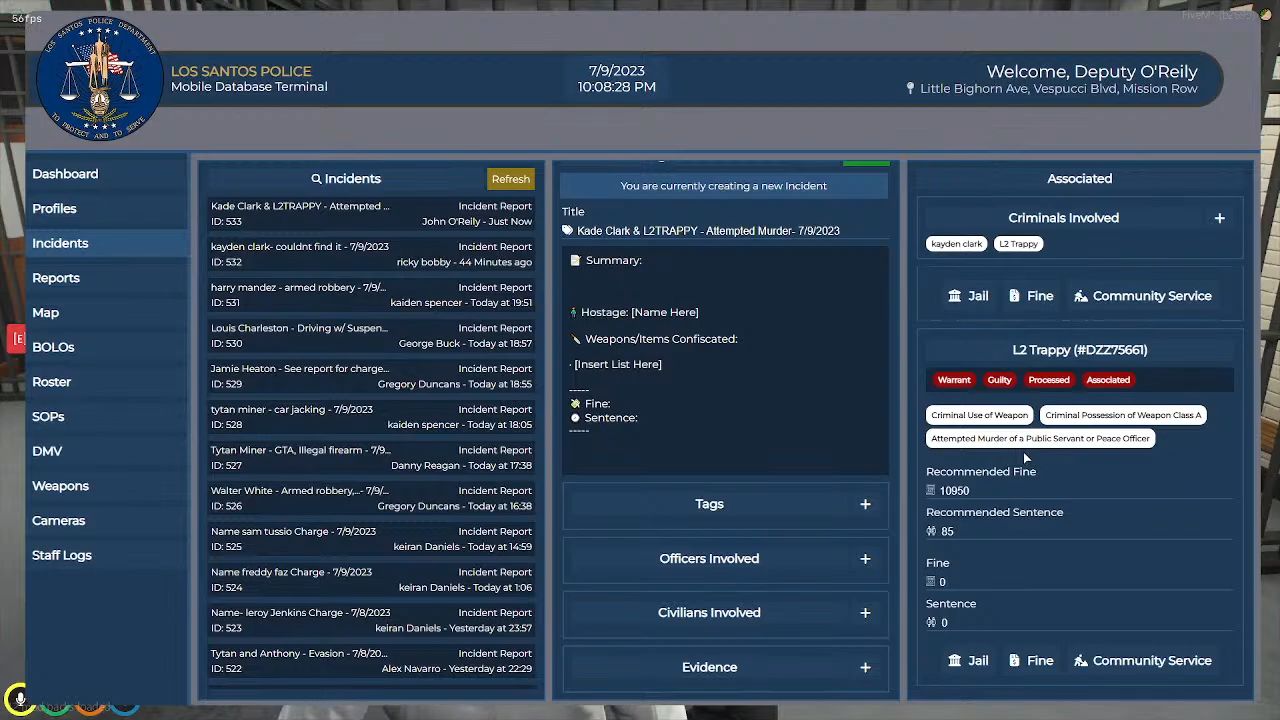 56fps
FiveM
LOS SANTOS POLICE DEPARTMENT
TO PROTECT AND TO SERVE
LOS SANTOS POLICE
Mobile Database Terminal
7/9/2023
10:08:28 PM
Welcome, Deputy O'Reily
Little Bighorn Ave, Vespucci Blvd, Mission Row
Dashboard
Profiles
Incidents
Reports
Map
BOLOs
Roster
SOPs
DMV
Weapons
Cameras
Staff Logs
[E]
Incidents
Refresh
Kade Clark & L2TRAPPY - Attempted ... Incident Report
ID: 533 John O'Reily - Just Now
kayden clark- couldnt find it - 7/9/2023 Incident Report
ID: 532 ricky bobby - 44 Minutes ago
harry mandez - armed robbery - 7/9/... Incident Report
ID: 531 kaiden spencer - Today at 19:51
Louis Charleston - Driving w/ Suspen... Incident Report
ID: 530 George Buck - Today at 18:57
Jamie Heaton - See report for charge... Incident Report
ID: 529 Gregory Duncans - Today at 18:55
tytan miner - car jacking - 7/9/2023 Incident Report
ID: 528 kaiden spencer - Today at 18:05
Tytan Miner - GTA, Illegal firearm - 7/9... Incident Report
ID: 527 Danny Reagan - Today at 17:38
Walter White - Armed robbery,...- 7/9/... Incident Report
ID: 526 Gregory Duncans - Today at 16:38
Name sam tussio Charge - 7/9/2023 Incident Report
ID: 525 keiran Daniels - Today at 14:59
Name freddy faz Charge - 7/9/2023 Incident Report
ID: 524 keiran Daniels - Today at 1:06
Name- leroy Jenkins Charge - 7/8/2023 Incident Report
ID: 523 keiran Daniels - Yesterday at 23:57
Tytan and Anthony - Evasion - 7/8/20... Incident Report
ID: 522 Alex Navarro - Yesterday at 22:29
You are currently creating a new Incident
Title
Kade Clark & L2TRAPPY - Attempted Murder- 7/9/2023
Summary:
Hostage: [Name Here]
Weapons/Items Confiscated:
· [Insert List Here]
-----
Fine:
Sentence:
-----
Tags +
Officers Involved +
Civilians Involved +
Evidence +
Associated
Criminals Involved +
kayden clark L2 Trappy
Jail Fine Community Service
L2 Trappy (#DZZ75661)
Warrant Guilty Processed Associated
Criminal Use of Weapon Criminal Possession of Weapon Class A
Attempted Murder of a Public Servant or Peace Officer
Recommended Fine
10950
Recommended Sentence
85
Fine
0
Sentence
0
Jail Fine Community Service